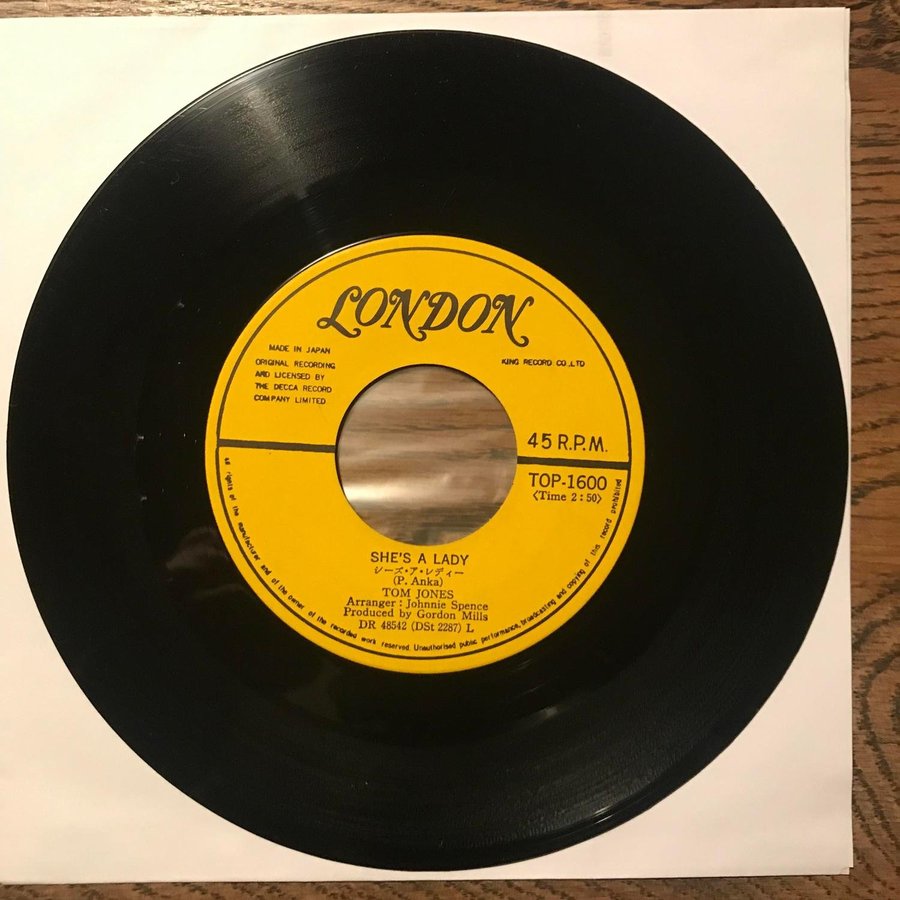 LONDON
MADE IN JAPAN
ORIGINAL RECORDING
AND LICENSED BY
THE DECCA RECORD
COMPANY LIMITED
KING RECORD CO.,LTD
45 R.P.M.
TOP-1600
〈Time 2:50〉
SHE'S A LADY
シーズ・ア・レディー
(P. Anka)
TOM JONES
Arranger : Johnnie Spence
Produced by Gordon Mills
DR 48542 (DSt 2287) L
All rights of the manufacturer and of the owner of the recorded work reserved. Unauthorised public performance, broadcasting and copying of this record prohibited